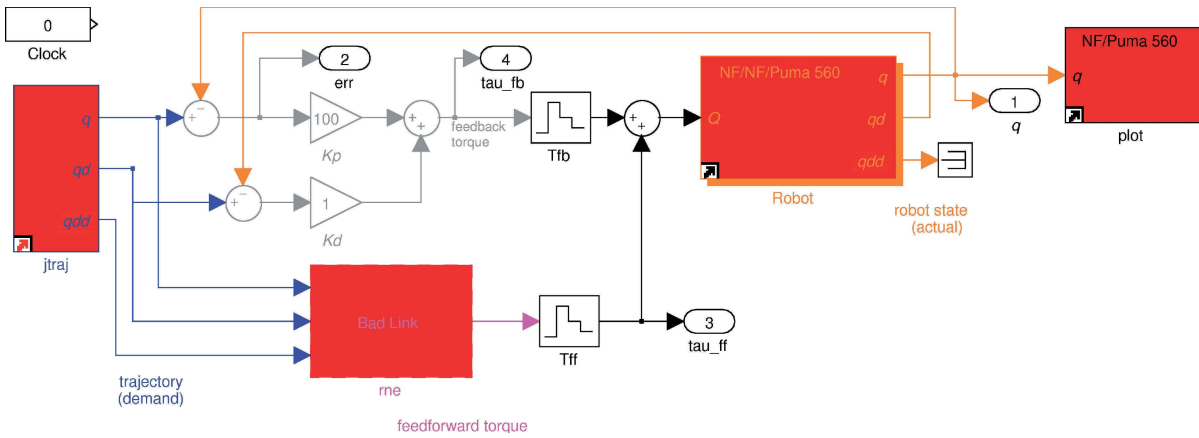 0
Clock
jtraj
q
qd
qdd
+
−
2
err
100
Kp
+
−
1
Kd
+
+
4
tau_fb
feedback
torque
Tfb
+
+
NF/NF/Puma 560
Q
q
qd
qdd
Robot
robot state
(actual)
1
q
NF/Puma 560
q
plot
Bad Link
rne
Tff
3
tau_ff
trajectory
(demand)
feedforward torque